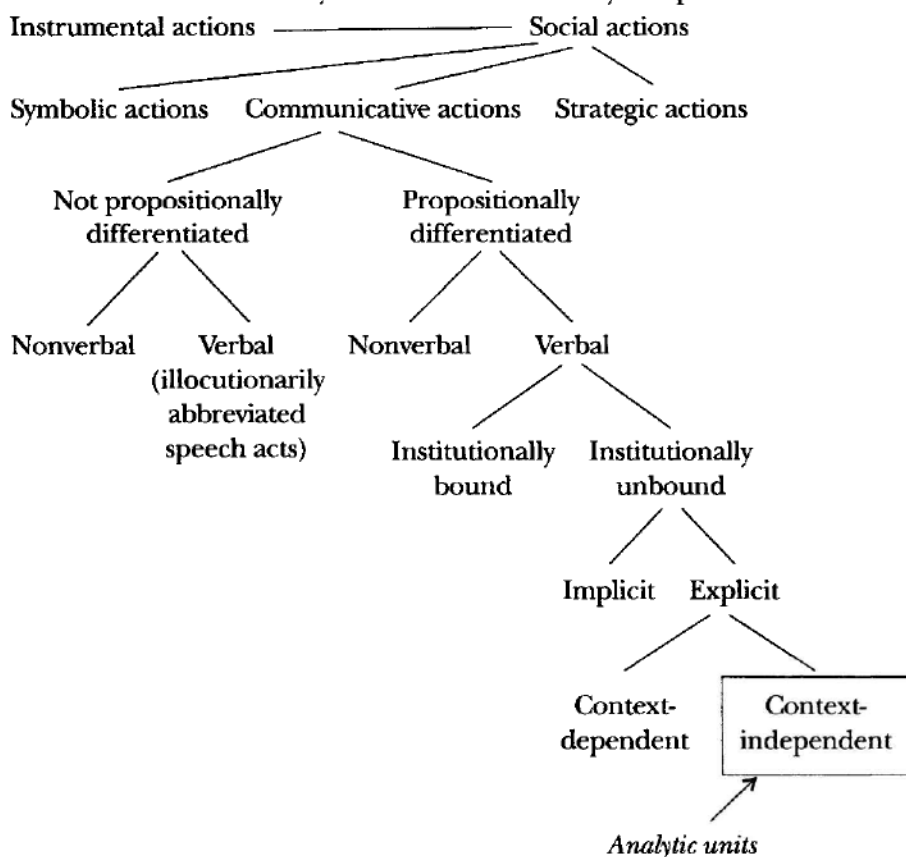 Instrumental actions Social actions
Symbolic actions Communicative actions Strategic actions
Not propositionally Propositionally
differentiated differentiated
Nonverbal Verbal Nonverbal Verbal
(illocutionarily
abbreviated
speech acts) Institutionally Institutionally
bound unbound
Implicit Explicit
Context- Context-
dependent independent
Analytic units